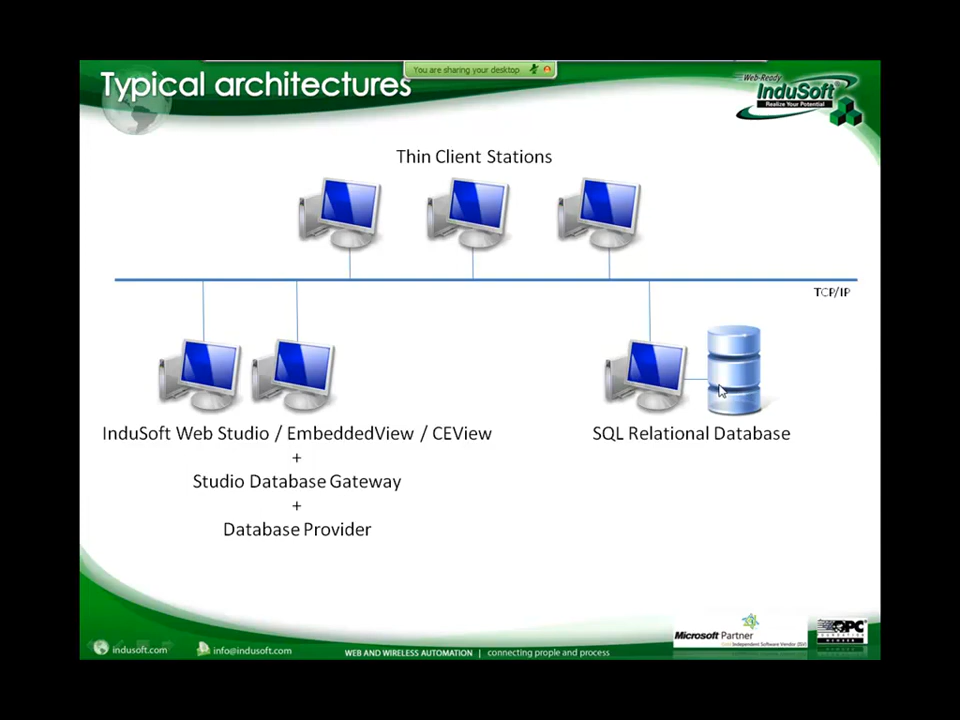 You are sharing your desktop
Typical architectures
Web-Ready
InduSoft
Realize Your Potential
Thin Client Stations
TCP/IP
InduSoft Web Studio / EmbeddedView / CEView
+
Studio Database Gateway
+
Database Provider
SQL Relational Database
indusoft.com
info@indusoft.com
WEB AND WIRELESS AUTOMATION | connecting people and process
Microsoft Partner
Independent Software Vendor (ISV)
OPC
FOUNDATION
MEMBER